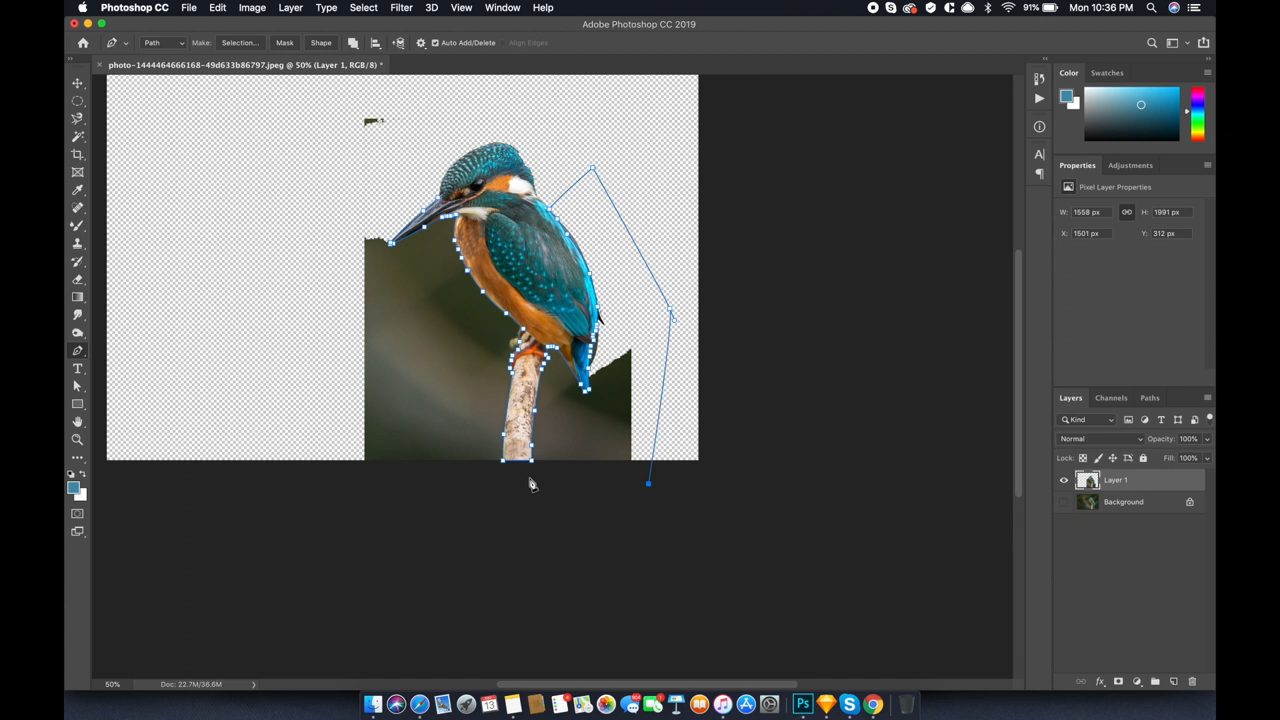 Photoshop CC File Edit Image Layer Type Select Filter 3D View Window Help 91% Mon 10:36 PM
Adobe Photoshop CC 2019
Path Make: Selection... Mask Shape Auto Add/Delete Align Edges
photo-1444464666168-49d633b86797.jpeg @ 50% (Layer 1, RGB/8) *
Color Swatches
Properties Adjustments
Pixel Layer Properties
W: 1558 px H: 1991 px
X: 1501 px Y: 312 px
Layers Channels Paths
Kind
Normal Opacity: 100%
Lock: Fill: 100%
Layer 1
Background
50% Doc: 22.7M/36.6M